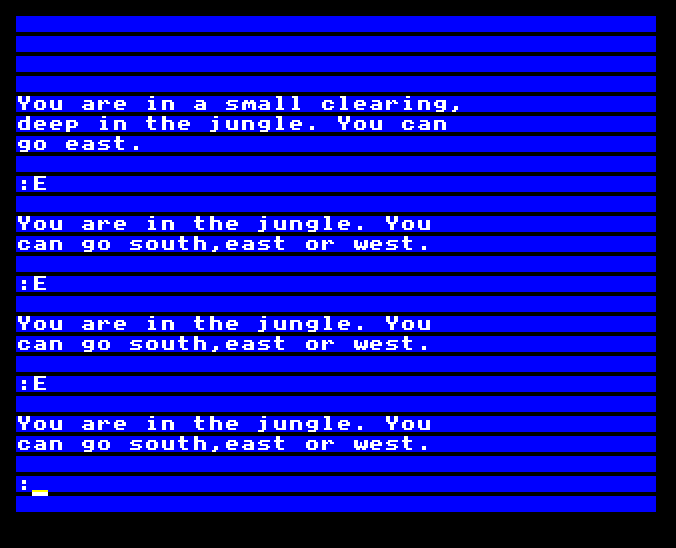 You are in a small clearing,
deep in the jungle. You can
go east.
:E
You are in the jungle. You
can go south,east or west.
:E
You are in the jungle. You
can go south,east or west.
:E
You are in the jungle. You
can go south,east or west.
:_